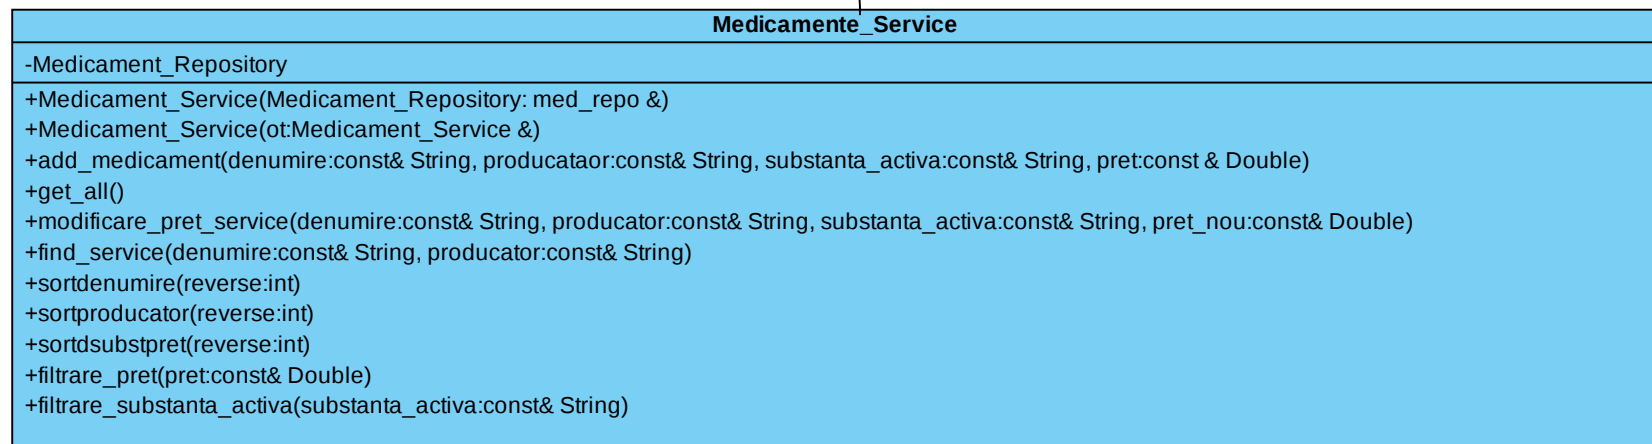 Medicamente_Service
-Medicament_Repository
+Medicament_Service(Medicament_Repository: med_repo &)
+Medicament_Service(ot:Medicament_Service &)
+add_medicament(denumire:const& String, producataor:const& String, substanta_activa:const& String, pret:const & Double)
+get_all()
+modificare_pret_service(denumire:const& String, producator:const& String, substanta_activa:const& String, pret_nou:const& Double)
+find_service(denumire:const& String, producator:const& String)
+sortdenumire(reverse:int)
+sortproducator(reverse:int)
+sortdsubstpret(reverse:int)
+filtrare_pret(pret:const& Double)
+filtrare_substanta_activa(substanta_activa:const& String)